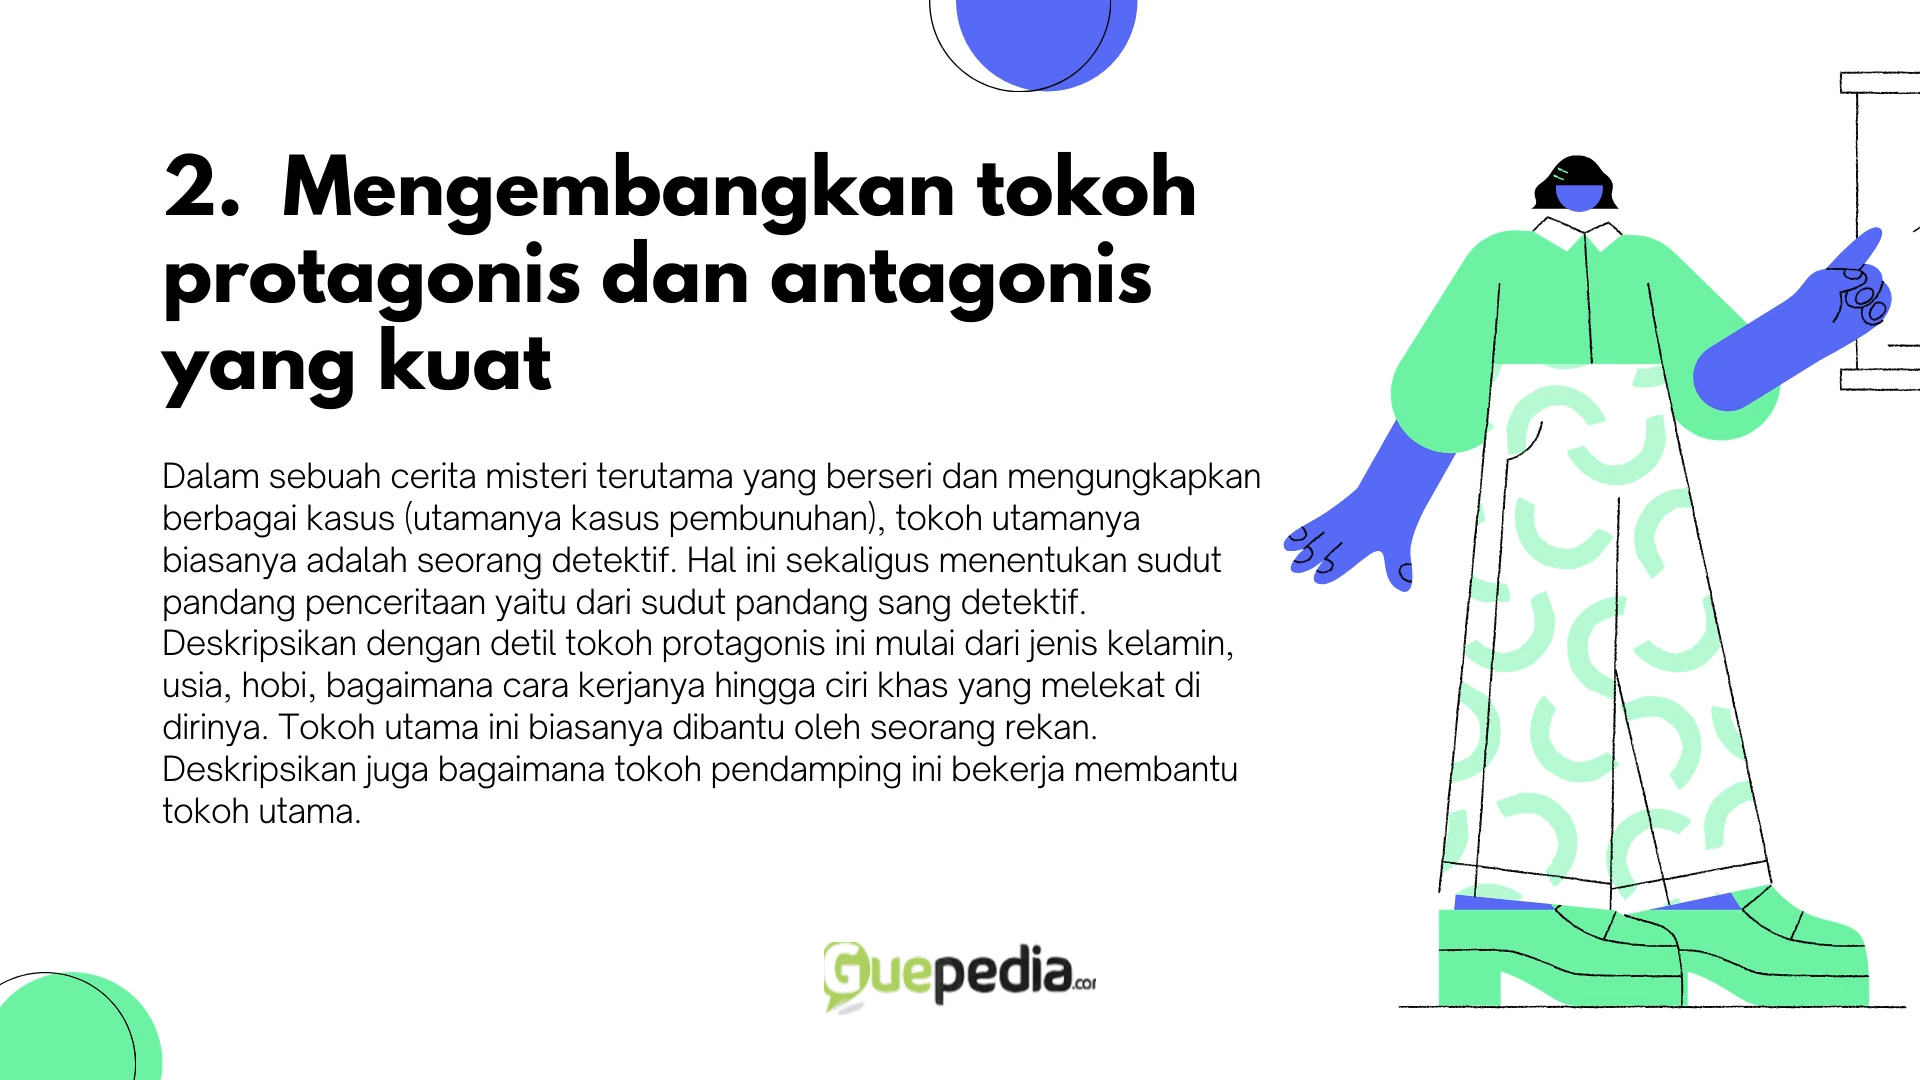 2. Mengembangkan tokoh
protagonis dan antagonis
yang kuat
Dalam sebuah cerita misteri terutama yang berseri dan mengungkapkan
berbagai kasus (utamanya kasus pembunuhan), tokoh utamanya
biasanya adalah seorang detektif. Hal ini sekaligus menentukan sudut
pandang penceritaan yaitu dari sudut pandang sang detektif.
Deskripsikan dengan detil tokoh protagonis ini mulai dari jenis kelamin,
usia, hobi, bagaimana cara kerjanya hingga ciri khas yang melekat di
dirinya. Tokoh utama ini biasanya dibantu oleh seorang rekan.
Deskripsikan juga bagaimana tokoh pendamping ini bekerja membantu
tokoh utama.
Guepedia.com